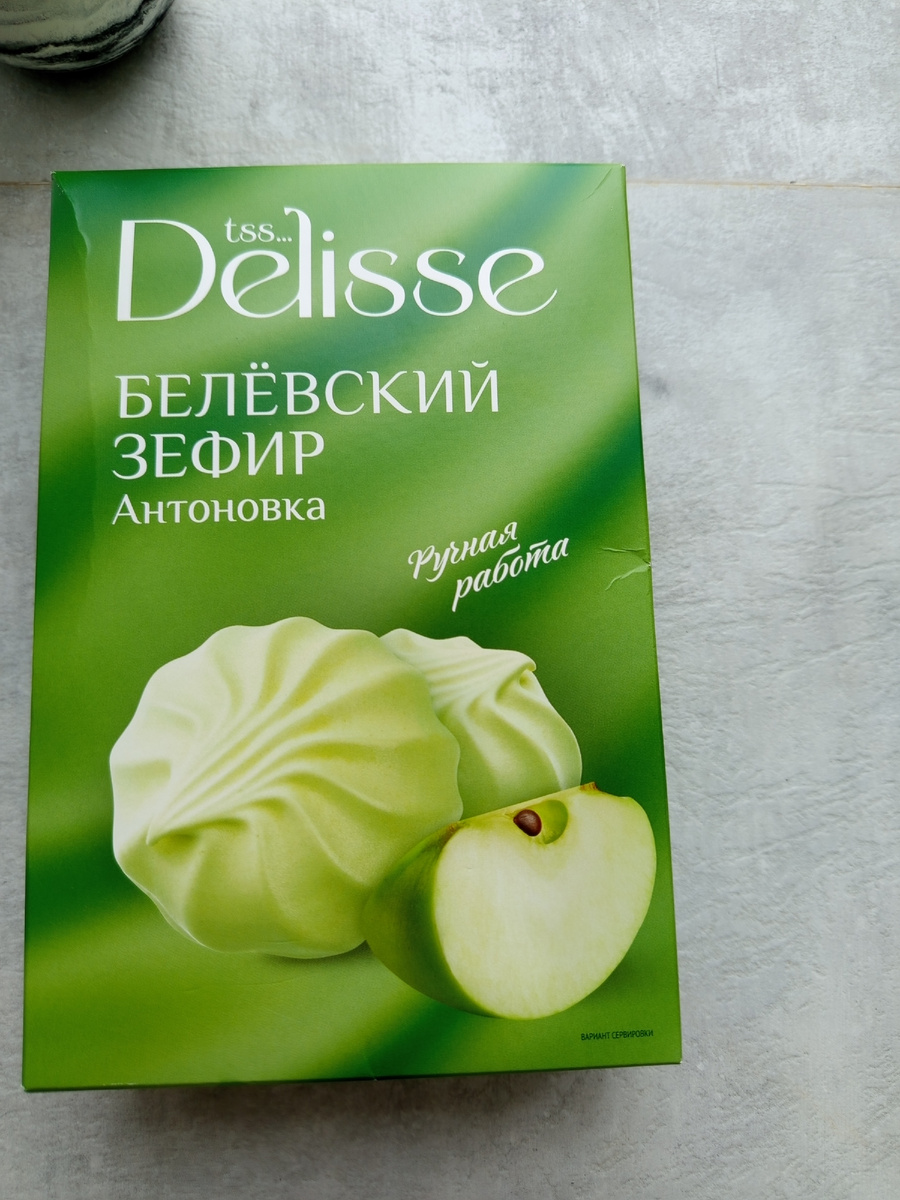 tss...
Delisse
БЕЛЁВСКИЙ
ЗЕФИР
Антоновка
Ручная
работа
ВАРИАНТ СЕРВИРОВКИ